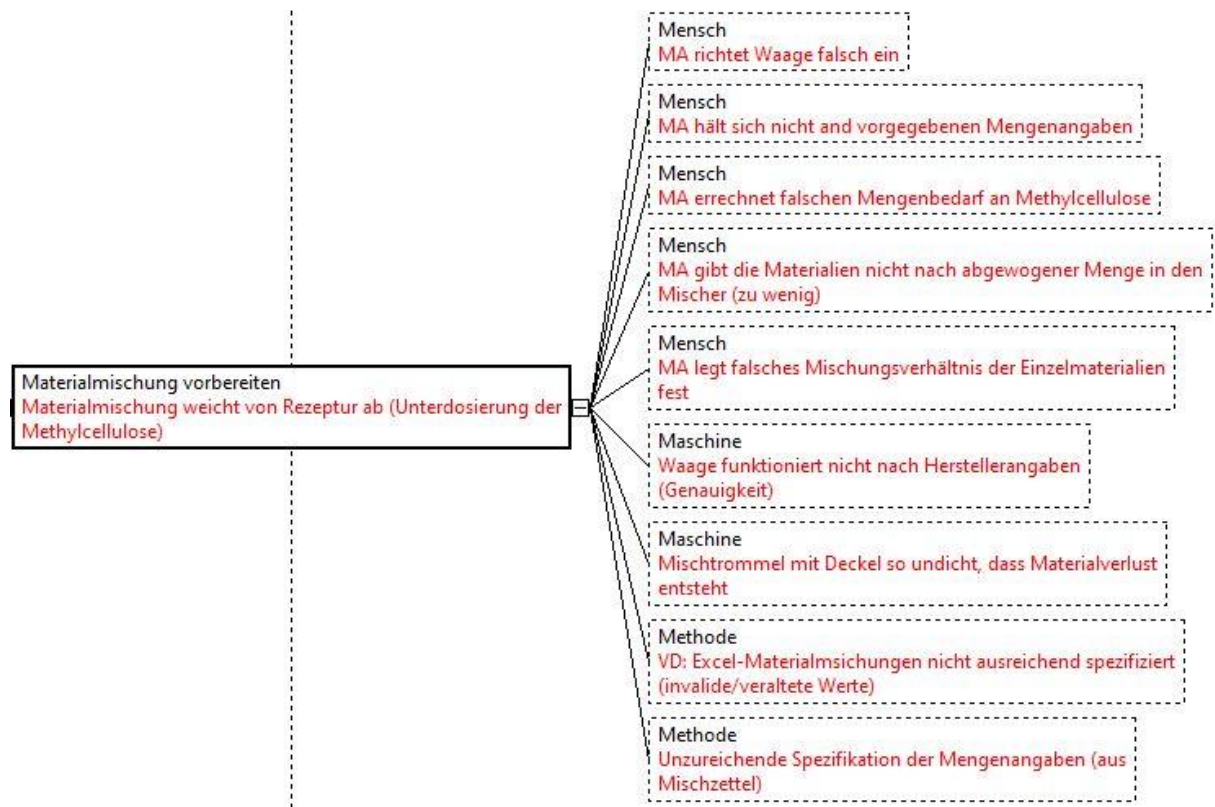 Mensch
MA richtet Waage falsch ein
Mensch
MA hält sich nicht and vorgegebenen Mengenangaben
Mensch
MA errechnet falschen Mengenbedarf an Methylcellulose
Mensch
MA gibt die Materialien nicht nach abgewogener Menge in den
Mischer (zu wenig)
Mensch
MA legt falsches Mischungsverhältnis der Einzelmaterialien
fest
Materialmischung vorbereiten
Materialmischung weicht von Rezeptur ab (Unterdosierung der
Methylcellulose)
Maschine
Waage funktioniert nicht nach Herstellerangaben
(Genauigkeit)
Maschine
Mischtrommel mit Deckel so undicht, dass Materialverlust
entsteht
Methode
VD: Excel-Materialmsichungen nicht ausreichend spezifiziert
(invalide/veraltete Werte)
Methode
Unzureichende Spezifikation der Mengenangaben (aus
Mischzettel)